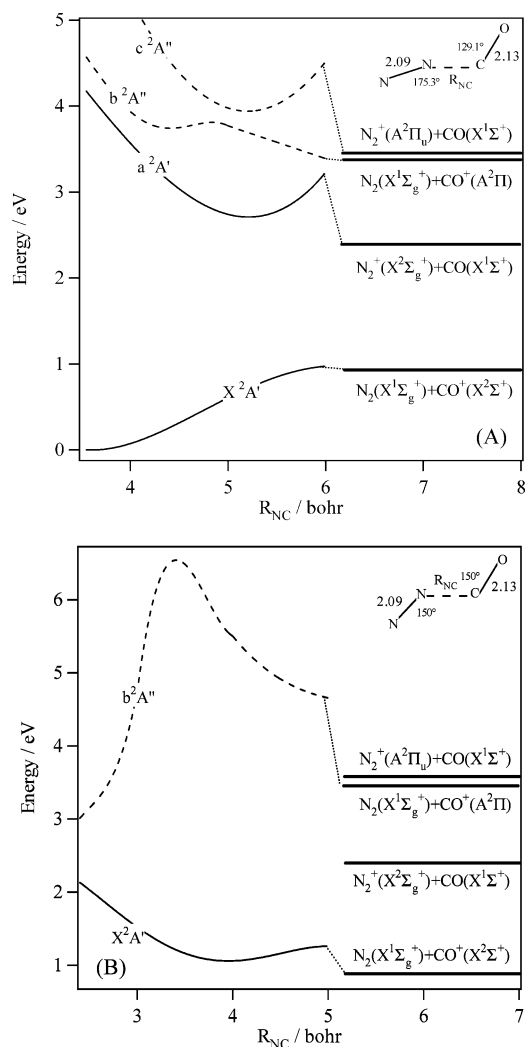 5
4
3
2
1
0
Energy / eV
c ²A"
b ²A"
a ²A'
X ²A'
O
129.1°
2.09 N C 2.13
N 175.3° R_NC
N₂⁺(A²Π_u)+CO(X¹Σ⁺)
N₂(X¹Σ_g⁺)+CO⁺(A²Π)
N₂⁺(X²Σ_g⁺)+CO(X¹Σ⁺)
N₂(X¹Σ_g⁺)+CO⁺(X²Σ⁺)
(A)
4 5 6 7 8
R_NC / bohr
6
5
4
3
2
1
Energy / eV
b²A"
X²A'
O
R_NC 150°
2.09 N C 2.13
150°
N
N₂⁺(A²Π_u)+CO(X¹Σ⁺)
N₂(X¹Σ_g⁺)+CO⁺(A²Π)
N₂⁺(X²Σ_g⁺)+CO(X¹Σ⁺)
N₂(X¹Σ_g⁺)+CO⁺(X²Σ⁺)
(B)
3 4 5 6 7
R_NC / bohr